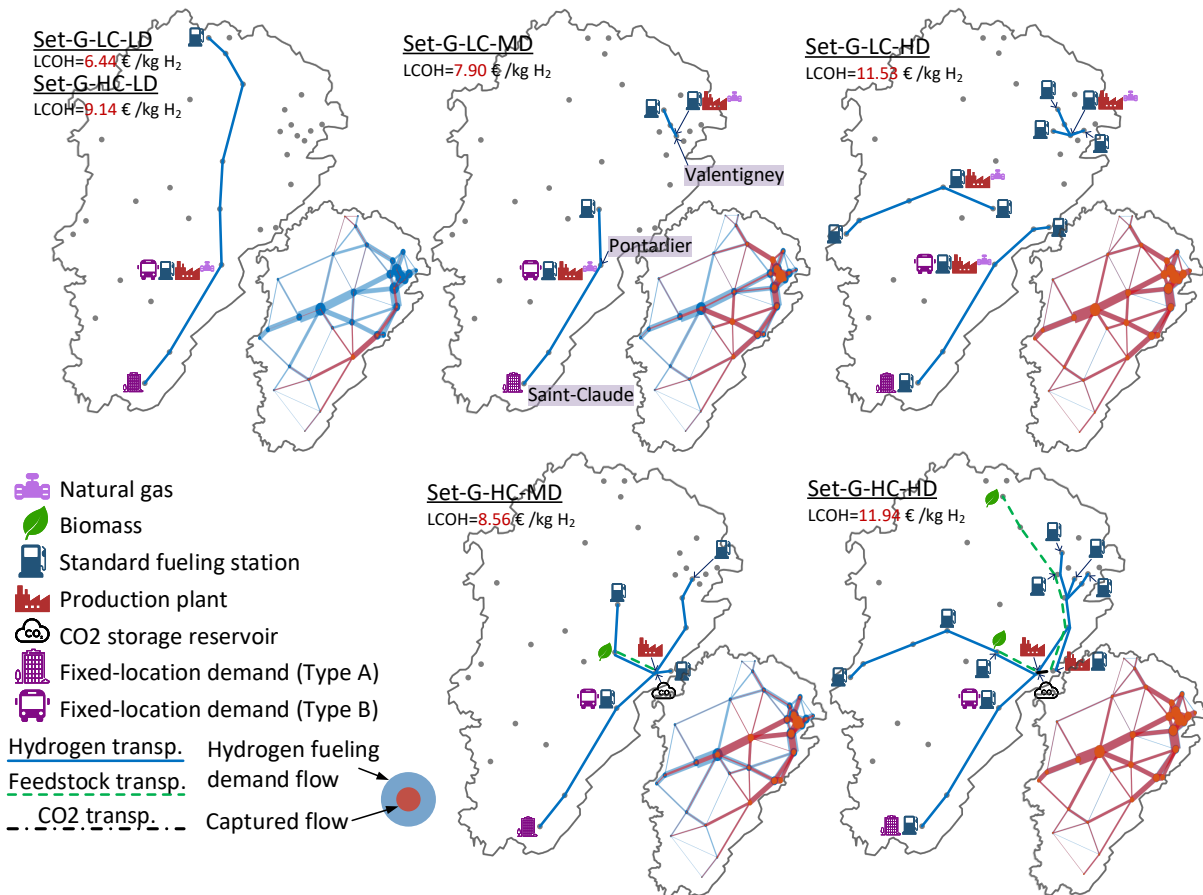 Set-G-LC-LD
LCOH=6.44 € /kg H₂
Set-G-HC-LD
LCOH=9.14 € /kg H₂
Set-G-LC-MD
LCOH=7.90 € /kg H₂
Set-G-LC-HD
LCOH=11.53 € /kg H₂
Valentigney
Pontarlier
Saint-Claude
Set-G-HC-MD
LCOH=8.56 € /kg H₂
Set-G-HC-HD
LCOH=11.94 € /kg H₂
Natural gas
Biomass
Standard fueling station
Production plant
CO2 storage reservoir
Fixed-location demand (Type A)
Fixed-location demand (Type B)
Hydrogen transp.
Feedstock transp.
CO2 transp.
Hydrogen fueling
demand flow
Captured flow
CO₂
CO₂
CO₂